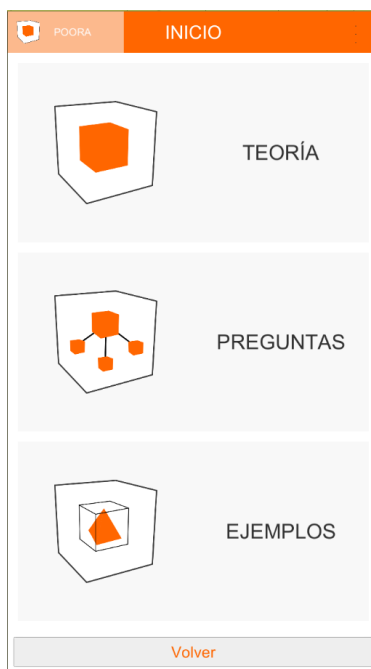 POORA
INICIO
TEORÍA
PREGUNTAS
EJEMPLOS
Volver